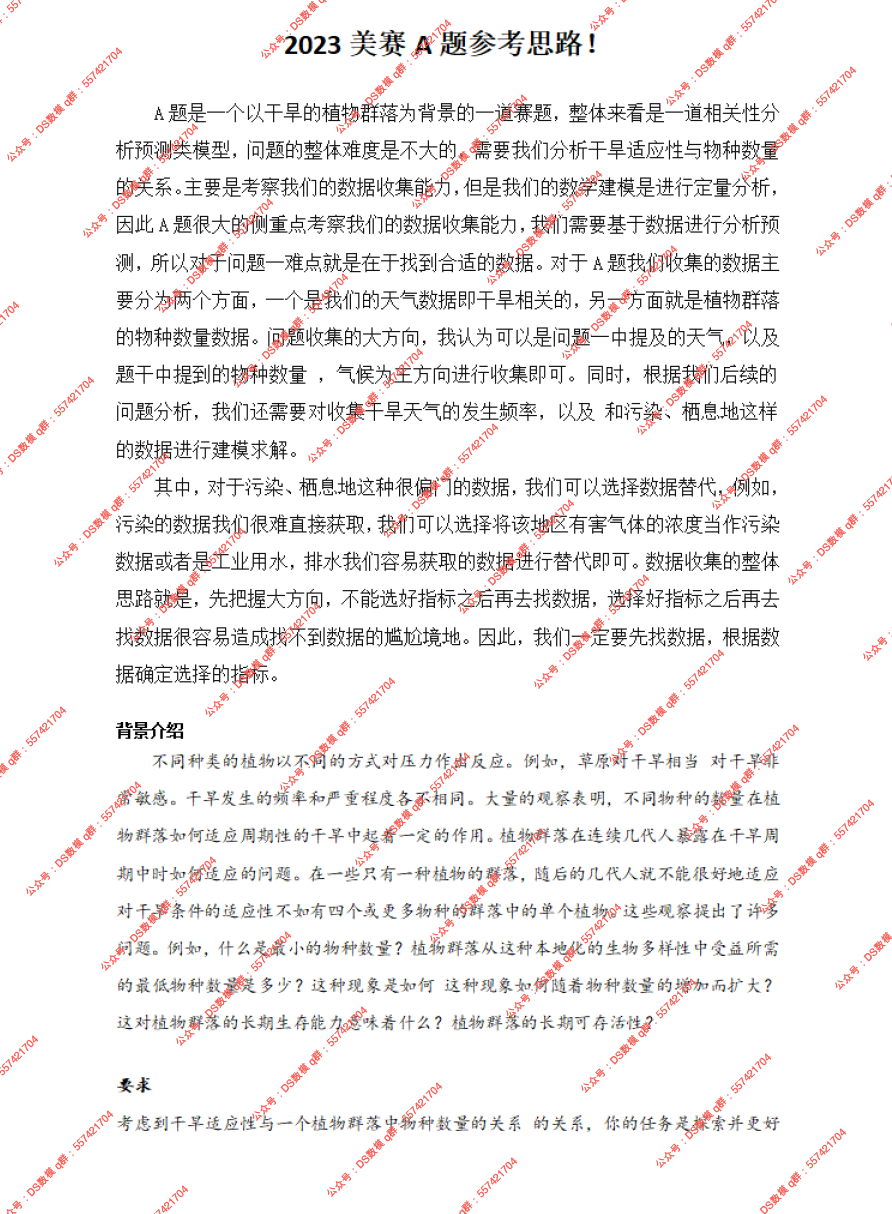 2023 美赛 A 题参考思路！
A 题是一个以干旱的植物群落为背景的一道赛题，整体来看是一道相关性分
析预测类模型，问题的整体难度是不大的，需要我们分析干旱适应性与物种数量
的关系。主要是考察我们的数据收集能力，但是我们的数学建模是进行定量分析，
因此 A 题很大的侧重点考察我们的数据收集能力，我们需要基于数据进行分析预
测，所以对于问题一难点就是在于找到合适的数据。对于 A 题我们收集的数据主
要分为两个方面，一个是我们的天气数据即干旱相关的，另一方面就是植物群落
的物种数量数据。问题收集的大方向，我认为可以是问题一中提及的天气，以及
题干中提到的物种数量 ，气候为主方向进行收集即可。同时，根据我们后续的
问题分析，我们还需要对收集干旱天气的发生频率，以及 和污染、栖息地这样
的数据进行建模求解。
其中，对于污染、栖息地这种很偏门的数据，我们可以选择数据替代，例如，
污染的数据我们很难直接获取，我们可以选择将该地区有害气体的浓度当作污染
数据或者是工业用水，排水我们容易获取的数据进行替代即可。数据收集的整体
思路就是，先把握大方向，不能选好指标之后再去找数据，选择好指标之后再去
找数据很容易造成找不到数据的尴尬境地。因此，我们一定要先找数据，根据数
据确定选择的指标。
背景介绍
不同种类的植物以不同的方式对压力作出反应。例如，草原对干旱相当 对干旱非
常敏感。干旱发生的频率和严重程度各不相同。大量的观察表明，不同物种的数量在植
物群落如何适应周期性的干旱中起着一定的作用。植物群落在连续几代人暴露在干旱周
期中时如何适应的问题。在一些只有一种植物的群落，随后的几代人就不能很好地适应
对干旱条件的适应性不如有四个或更多物种的群落中的单个植物。这些观察提出了许多
问题。例如，什么是最小的物种数量？植物群落从这种本地化的生物多样性中受益所需
的最低物种数量是多少？这种现象是如何 这种现象如何随着物种数量的增加而扩大？
这对植物群落的长期生存能力意味着什么？植物群落的长期可存活性？
要求
考虑到干旱适应性与一个植物群落中物种数量的关系 的关系，你的任务是探索并更好
公众号：DS数模 q群：557421704